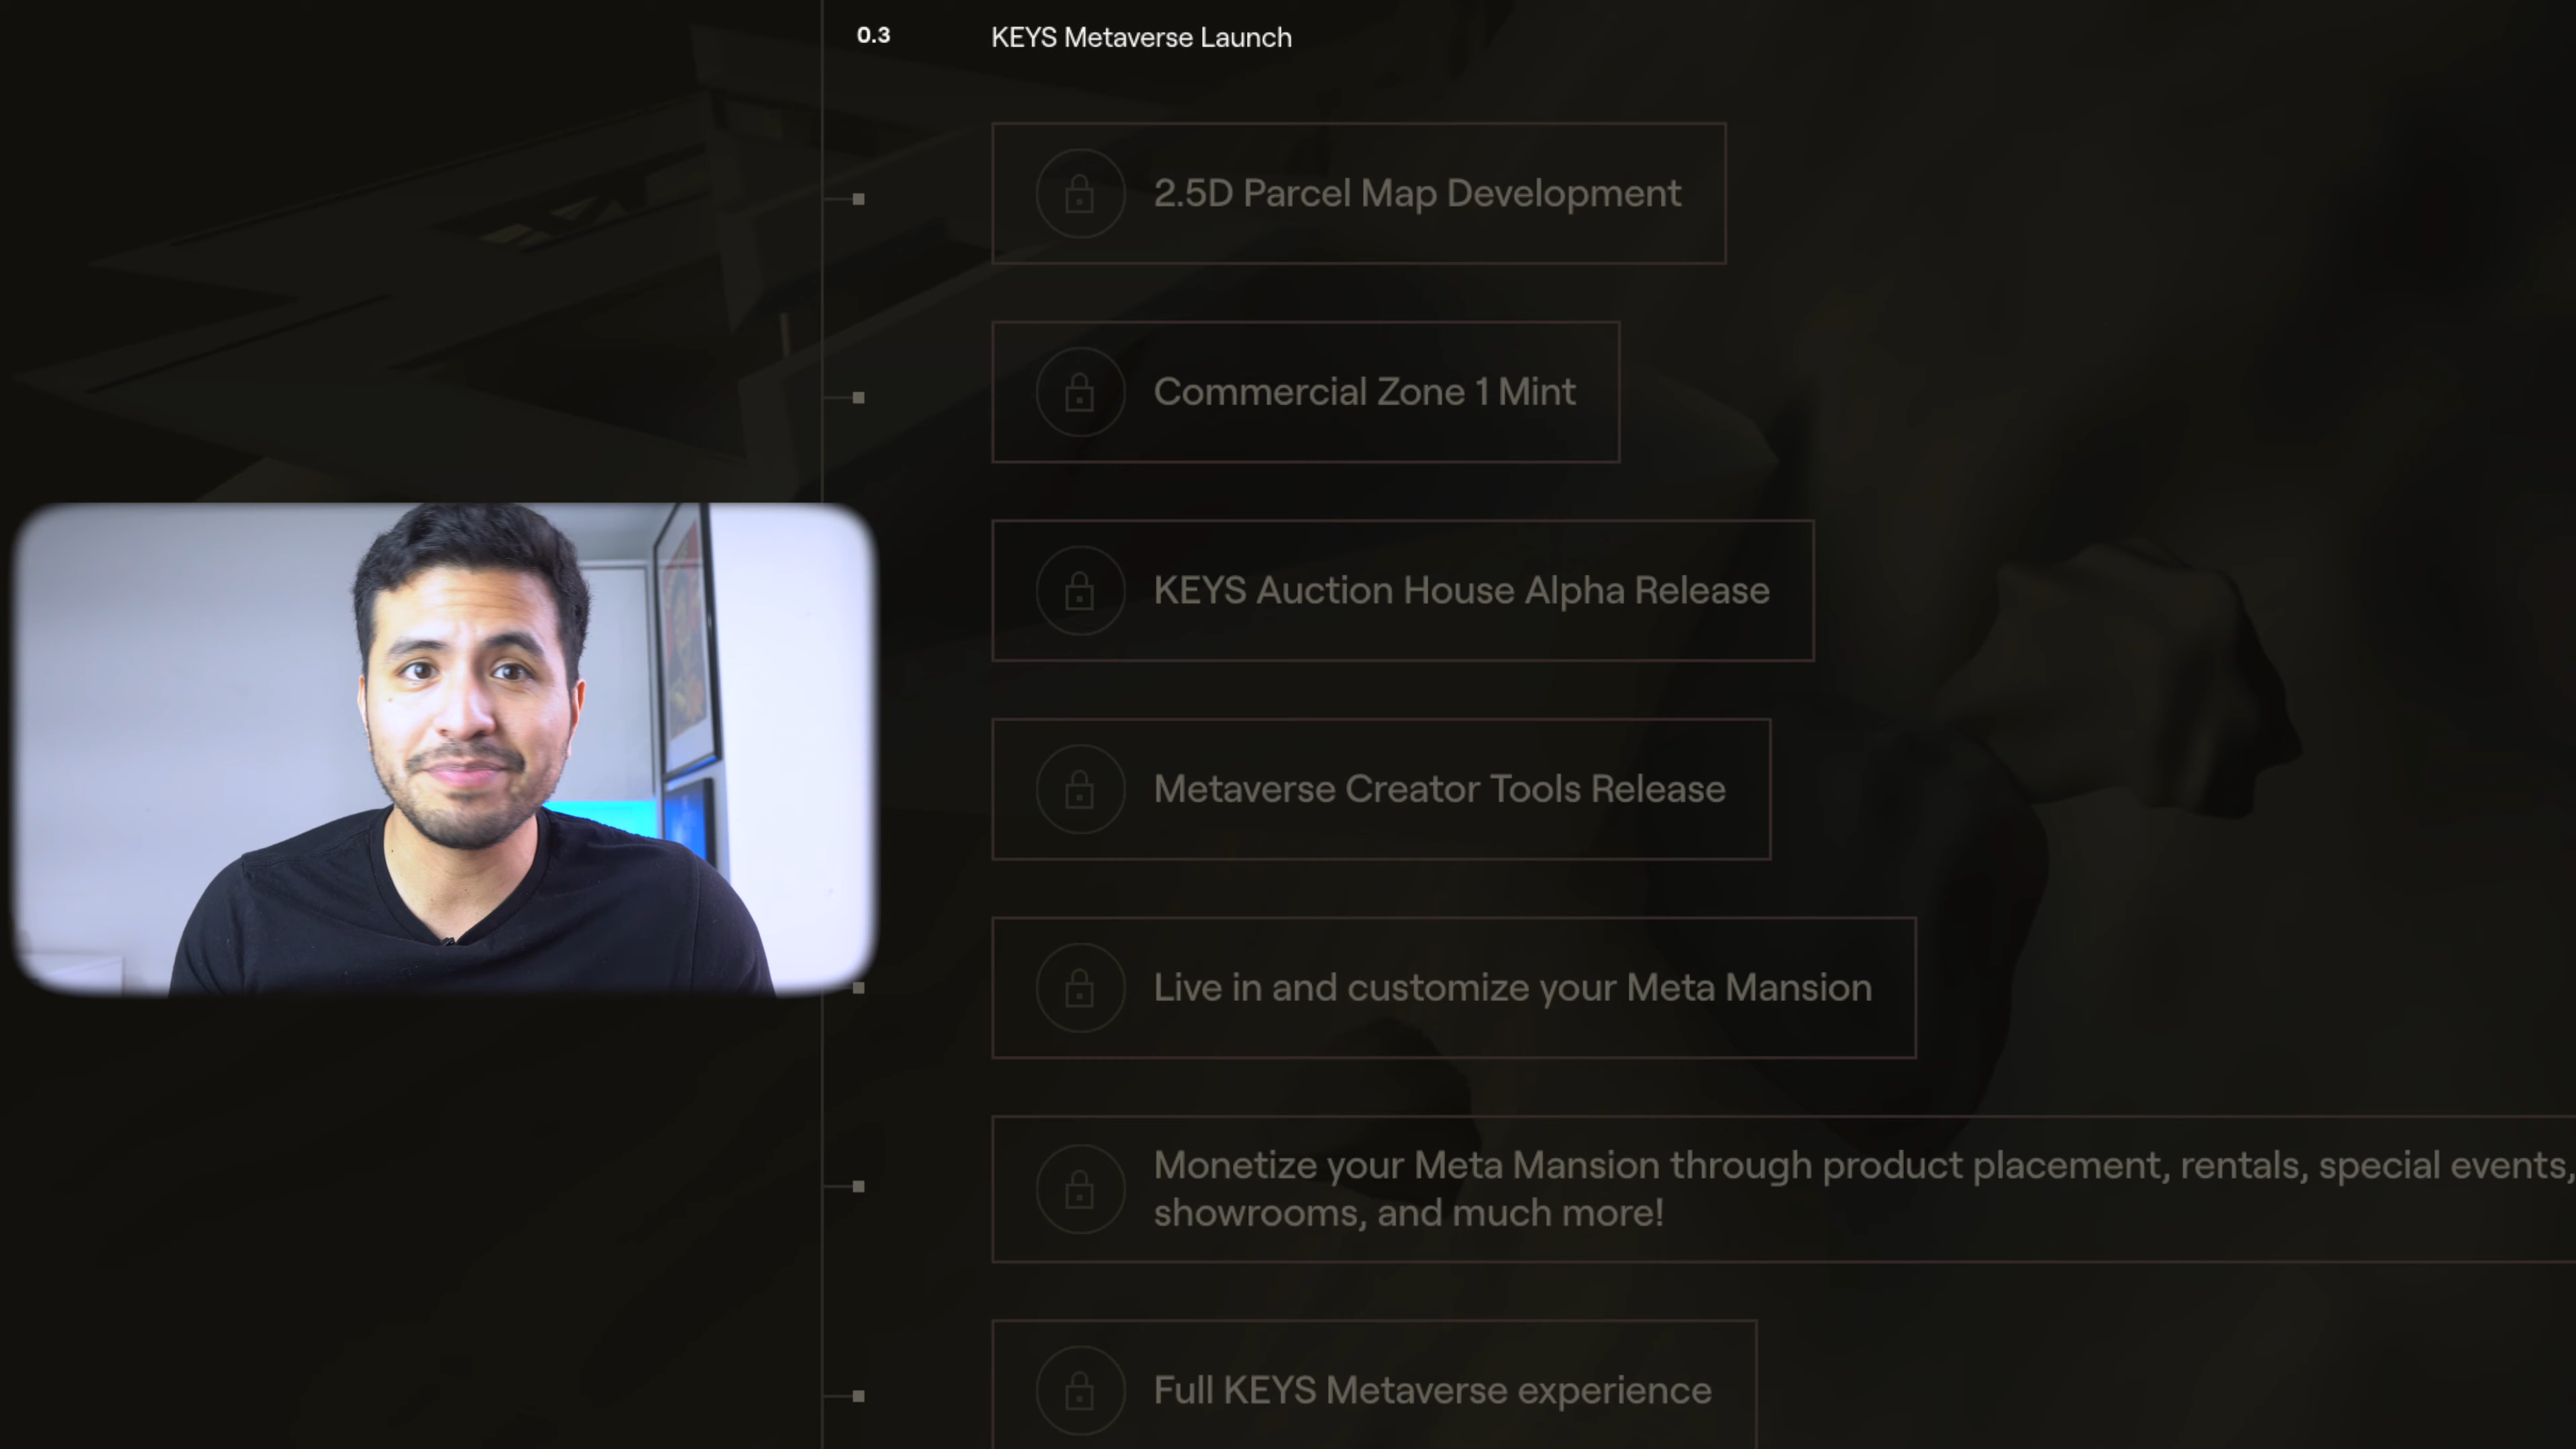 0.3
KEYS Metaverse Launch
2.5D Parcel Map Development
Commercial Zone 1 Mint
KEYS Auction House Alpha Release
Metaverse Creator Tools Release
Live in and customize your Meta Mansion
Monetize your Meta Mansion through product placement, rentals, special events,
showrooms, and much more!
Full KEYS Metaverse experience